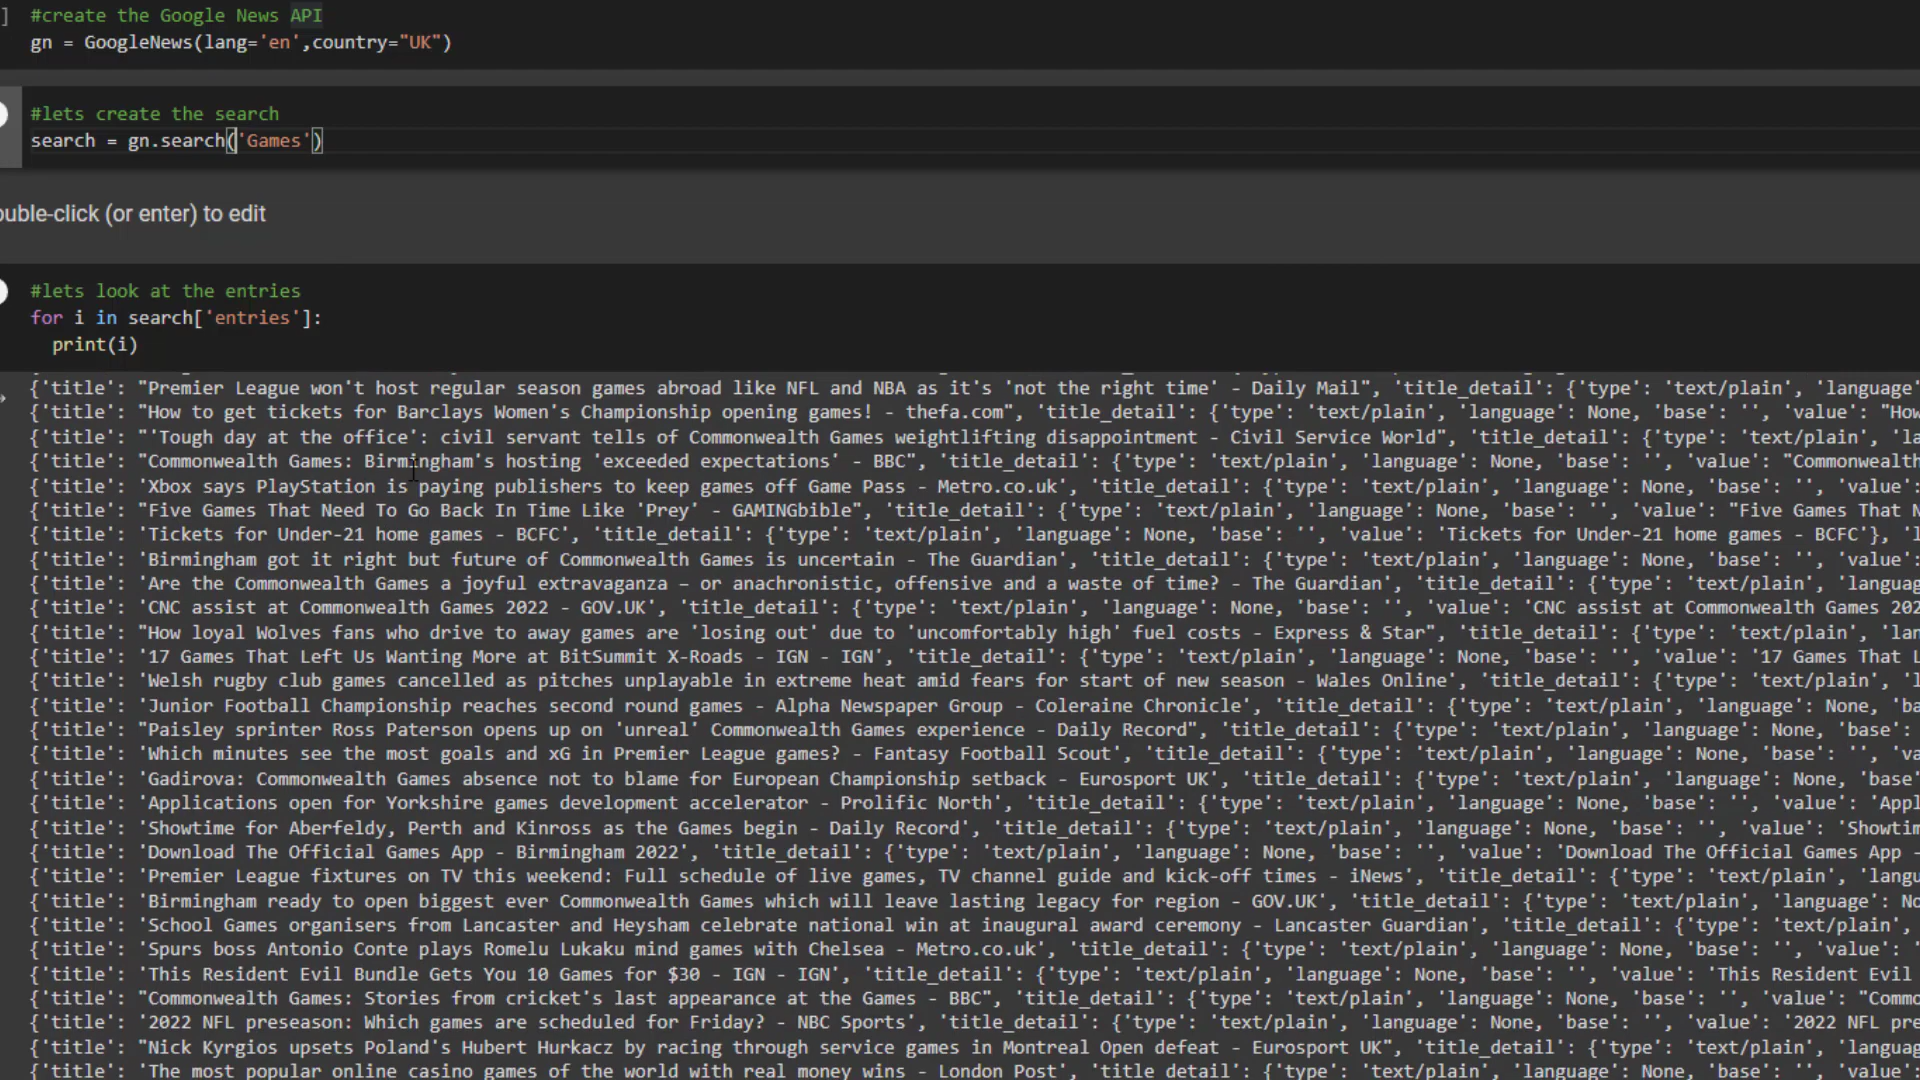 ]  #create the Google News API
gn = GoogleNews(lang='en',country="UK")
#lets create the search
search = gn.search('Games')
ouble-click (or enter) to edit
#lets look at the entries
for i in search['entries']:
print(i)
{'title': "Premier League won't host regular season games abroad like NFL and NBA as it's 'not the right time' - Daily Mail", 'title_detail': {'type': 'text/plain', 'language'
{'title': "How to get tickets for Barclays Women's Championship opening games! - thefa.com", 'title_detail': {'type': 'text/plain', 'language': None, 'base': '', 'value': "How
{'title': "'Tough day at the office': civil servant tells of Commonwealth Games weightlifting disappointment - Civil Service World", 'title_detail': {'type': 'text/plain', 'la
{'title': "Commonwealth Games: Birmingham's hosting 'exceeded expectations' - BBC", 'title_detail': {'type': 'text/plain', 'language': None, 'base': '', 'value': "Commonwealth
{'title': 'Xbox says PlayStation is paying publishers to keep games off Game Pass - Metro.co.uk', 'title_detail': {'type': 'text/plain', 'language': None, 'base': '', 'value':
{'title': "Five Games That Need To Go Back In Time Like 'Prey' - GAMINGbible", 'title_detail': {'type': 'text/plain', 'language': None, 'base': '', 'value': "Five Games That N
{'title': 'Tickets for Under-21 home games - BCFC', 'title_detail': {'type': 'text/plain', 'language': None, 'base': '', 'value': 'Tickets for Under-21 home games - BCFC'}, 'l
{'title': 'Birmingham got it right but future of Commonwealth Games is uncertain - The Guardian', 'title_detail': {'type': 'text/plain', 'language': None, 'base': '', 'value':
{'title': 'Are the Commonwealth Games a joyful extravaganza – or anachronistic, offensive and a waste of time? - The Guardian', 'title_detail': {'type': 'text/plain', 'languag
{'title': 'CNC assist at Commonwealth Games 2022 - GOV.UK', 'title_detail': {'type': 'text/plain', 'language': None, 'base': '', 'value': 'CNC assist at Commonwealth Games 202
{'title': "How loyal Wolves fans who drive to away games are 'losing out' due to 'uncomfortably high' fuel costs - Express & Star", 'title_detail': {'type': 'text/plain', 'lan
{'title': '17 Games That Left Us Wanting More at BitSummit X-Roads - IGN - IGN', 'title_detail': {'type': 'text/plain', 'language': None, 'base': '', 'value': '17 Games That L
{'title': 'Welsh rugby club games cancelled as pitches unplayable in extreme heat amid fears for start of new season - Wales Online', 'title_detail': {'type': 'text/plain', 'l
{'title': 'Junior Football Championship reaches second round games - Alpha Newspaper Group - Coleraine Chronicle', 'title_detail': {'type': 'text/plain', 'language': None, 'ba
{'title': "Paisley sprinter Ross Paterson opens up on 'unreal' Commonwealth Games experience - Daily Record", 'title_detail': {'type': 'text/plain', 'language': None, 'base':
{'title': 'Which minutes see the most goals and xG in Premier League games? - Fantasy Football Scout', 'title_detail': {'type': 'text/plain', 'language': None, 'base': '', 'va
{'title': 'Gadirova: Commonwealth Games absence not to blame for European Championship setback - Eurosport UK', 'title_detail': {'type': 'text/plain', 'language': None, 'base'
{'title': 'Applications open for Yorkshire games development accelerator - Prolific North', 'title_detail': {'type': 'text/plain', 'language': None, 'base': '', 'value': 'Appl
{'title': 'Showtime for Aberfeldy, Perth and Kinross as the Games begin - Daily Record', 'title_detail': {'type': 'text/plain', 'language': None, 'base': '', 'value': 'Showtim
{'title': 'Download The Official Games App - Birmingham 2022', 'title_detail': {'type': 'text/plain', 'language': None, 'base': '', 'value': 'Download The Official Games App -
{'title': 'Premier League fixtures on TV this weekend: Full schedule of live games, TV channel guide and kick-off times - iNews', 'title_detail': {'type': 'text/plain', 'langu
{'title': 'Birmingham ready to open biggest ever Commonwealth Games which will leave lasting legacy for region - GOV.UK', 'title_detail': {'type': 'text/plain', 'language': No
{'title': 'School Games organisers from Lancaster and Heysham celebrate national win at inaugural award ceremony - Lancaster Guardian', 'title_detail': {'type': 'text/plain',
{'title': 'Spurs boss Antonio Conte plays Romelu Lukaku mind games with Chelsea - Metro.co.uk', 'title_detail': {'type': 'text/plain', 'language': None, 'base': '', 'value': '
{'title': 'This Resident Evil Bundle Gets You 10 Games for $30 - IGN - IGN', 'title_detail': {'type': 'text/plain', 'language': None, 'base': '', 'value': 'This Resident Evil
{'title': "Commonwealth Games: Stories from cricket's last appearance at the Games - BBC", 'title_detail': {'type': 'text/plain', 'language': None, 'base': '', 'value': "Commo
{'title': '2022 NFL preseason: Which games are scheduled for Friday? - NBC Sports', 'title_detail': {'type': 'text/plain', 'language': None, 'base': '', 'value': '2022 NFL pre
{'title': "Nick Kyrgios upsets Poland's Hubert Hurkacz by racing through service games in Montreal Open defeat - Eurosport UK", 'title_detail': {'type': 'text/plain', 'languag
{'title': 'The most popular online casino games of the world with real money wins - London Post', 'title_detail': {'type': 'text/plain', 'language': None, 'base': '', 'value':